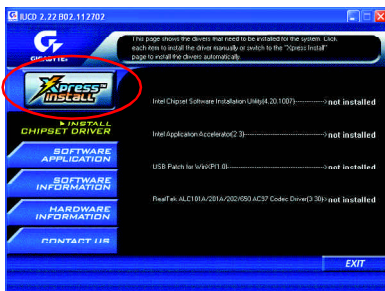 IUCD 2.22 B02.112702
GIGABYTE
This page shows the drivers that need to be installed for the system. Click
each item to install the driver manually or switch to the "Xpress Install"
page to install the drivers automatically.
Xpress™
install
INSTALL
CHIPSET DRIVER
SOFTWARE
APPLICATION
SOFTWARE
INFORMATION
HARDWARE
INFORMATION
CONTACT US
Intel Chipset Software Installation Utility(4.20.1007)------------>not installed
Intel Application Accelerator(2.3)------------>not installed
USB Patch for WinXP(1.0)------------>not installed
RealTek ALC101A/201A/202/650 AC97 Codec Driver(3.30)->not installed
EXIT